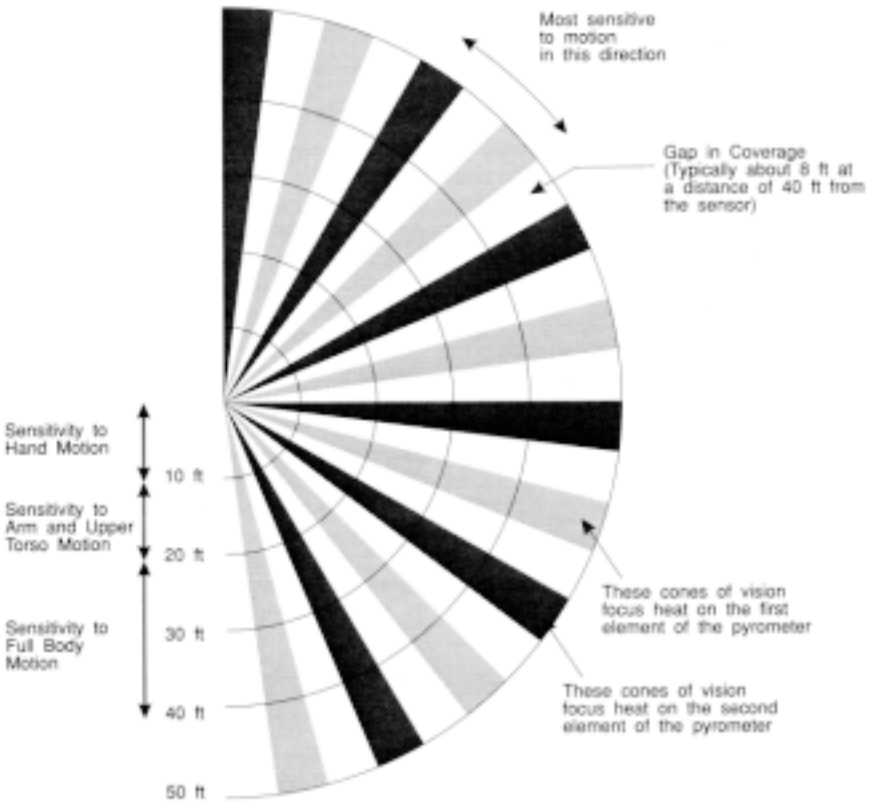 Most sensitive
to motion
in this direction
Gap in Coverage
(Typically about 8 ft at
a distance of 40 ft from
the sensor)
Sensitivity to
Hand Motion
10 ft
Sensitivity to
Arm and Upper
Torso Motion
20 ft
These cones of vision
focus heat on the first
element of the pyrometer
Sensitivity to
Full Body
Motion
30 ft
These cones of vision
focus heat on the second
element of the pyrometer
40 ft
50 ft